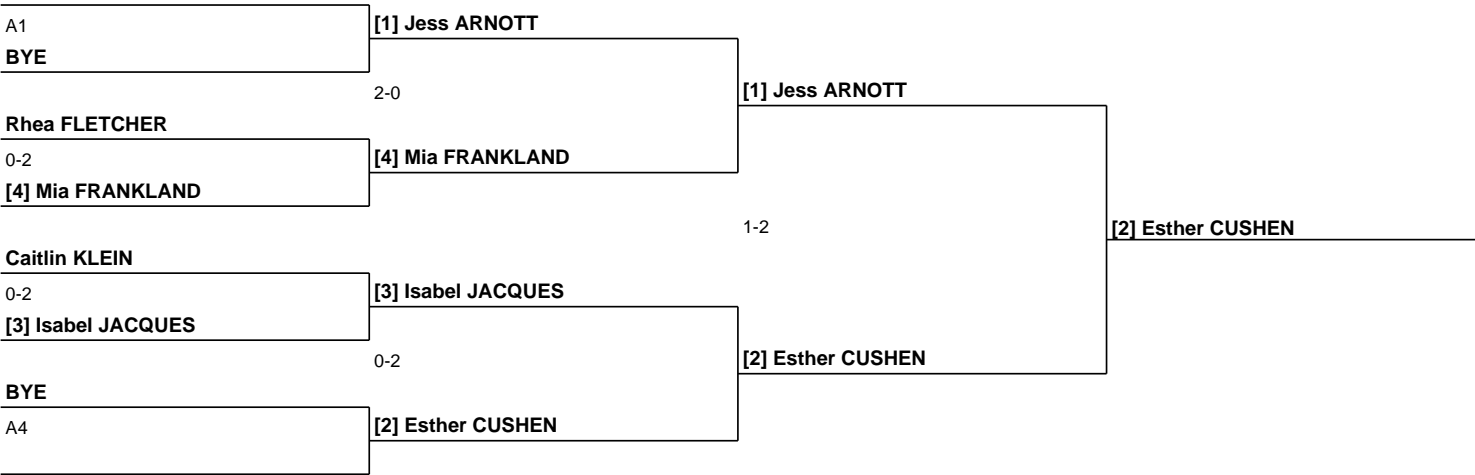 A1
BYE
Rhea FLETCHER
0-2
[4] Mia FRANKLAND
Caitlin KLEIN
0-2
[3] Isabel JACQUES
BYE
A4
[1] Jess ARNOTT
2-0
[4] Mia FRANKLAND
[3] Isabel JACQUES
0-2
[2] Esther CUSHEN
[1] Jess ARNOTT
1-2
[2] Esther CUSHEN
[2] Esther CUSHEN